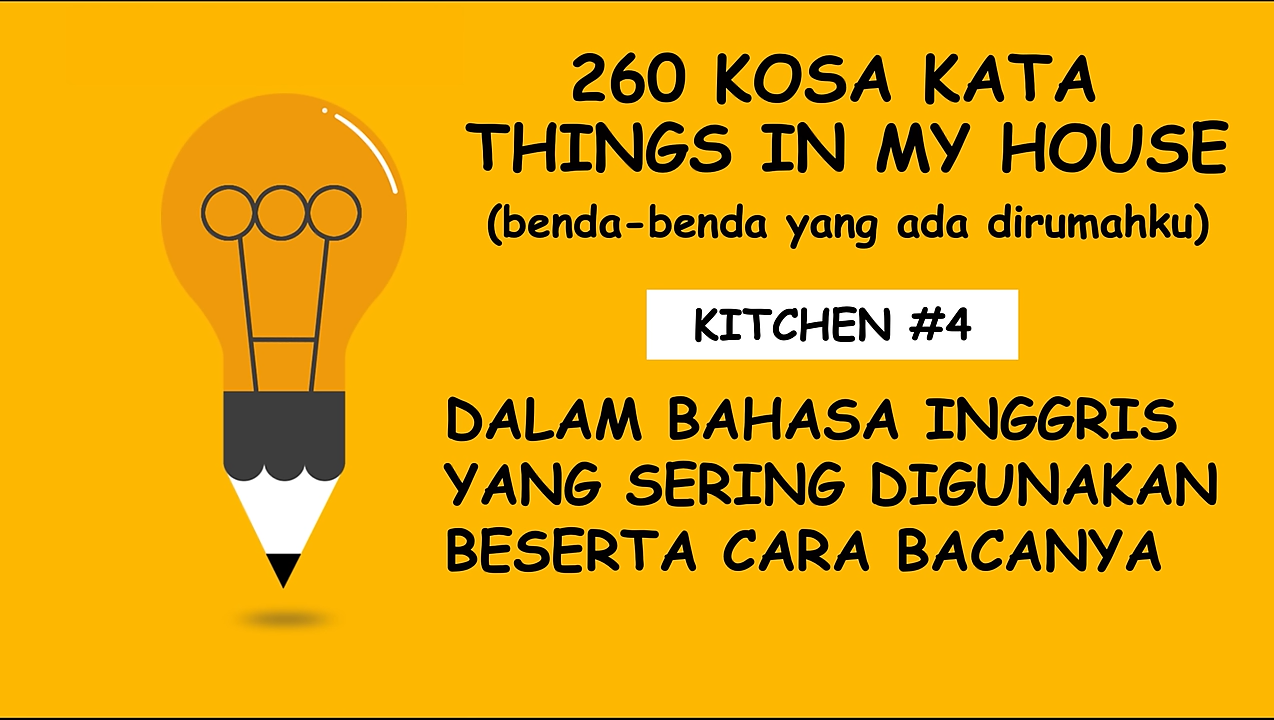 260 KOSA KATA
THINGS IN MY HOUSE
(benda-benda yang ada dirumahku)
KITCHEN #4
DALAM BAHASA INGGRIS
YANG SERING DIGUNAKAN
BESERTA CARA BACANYA